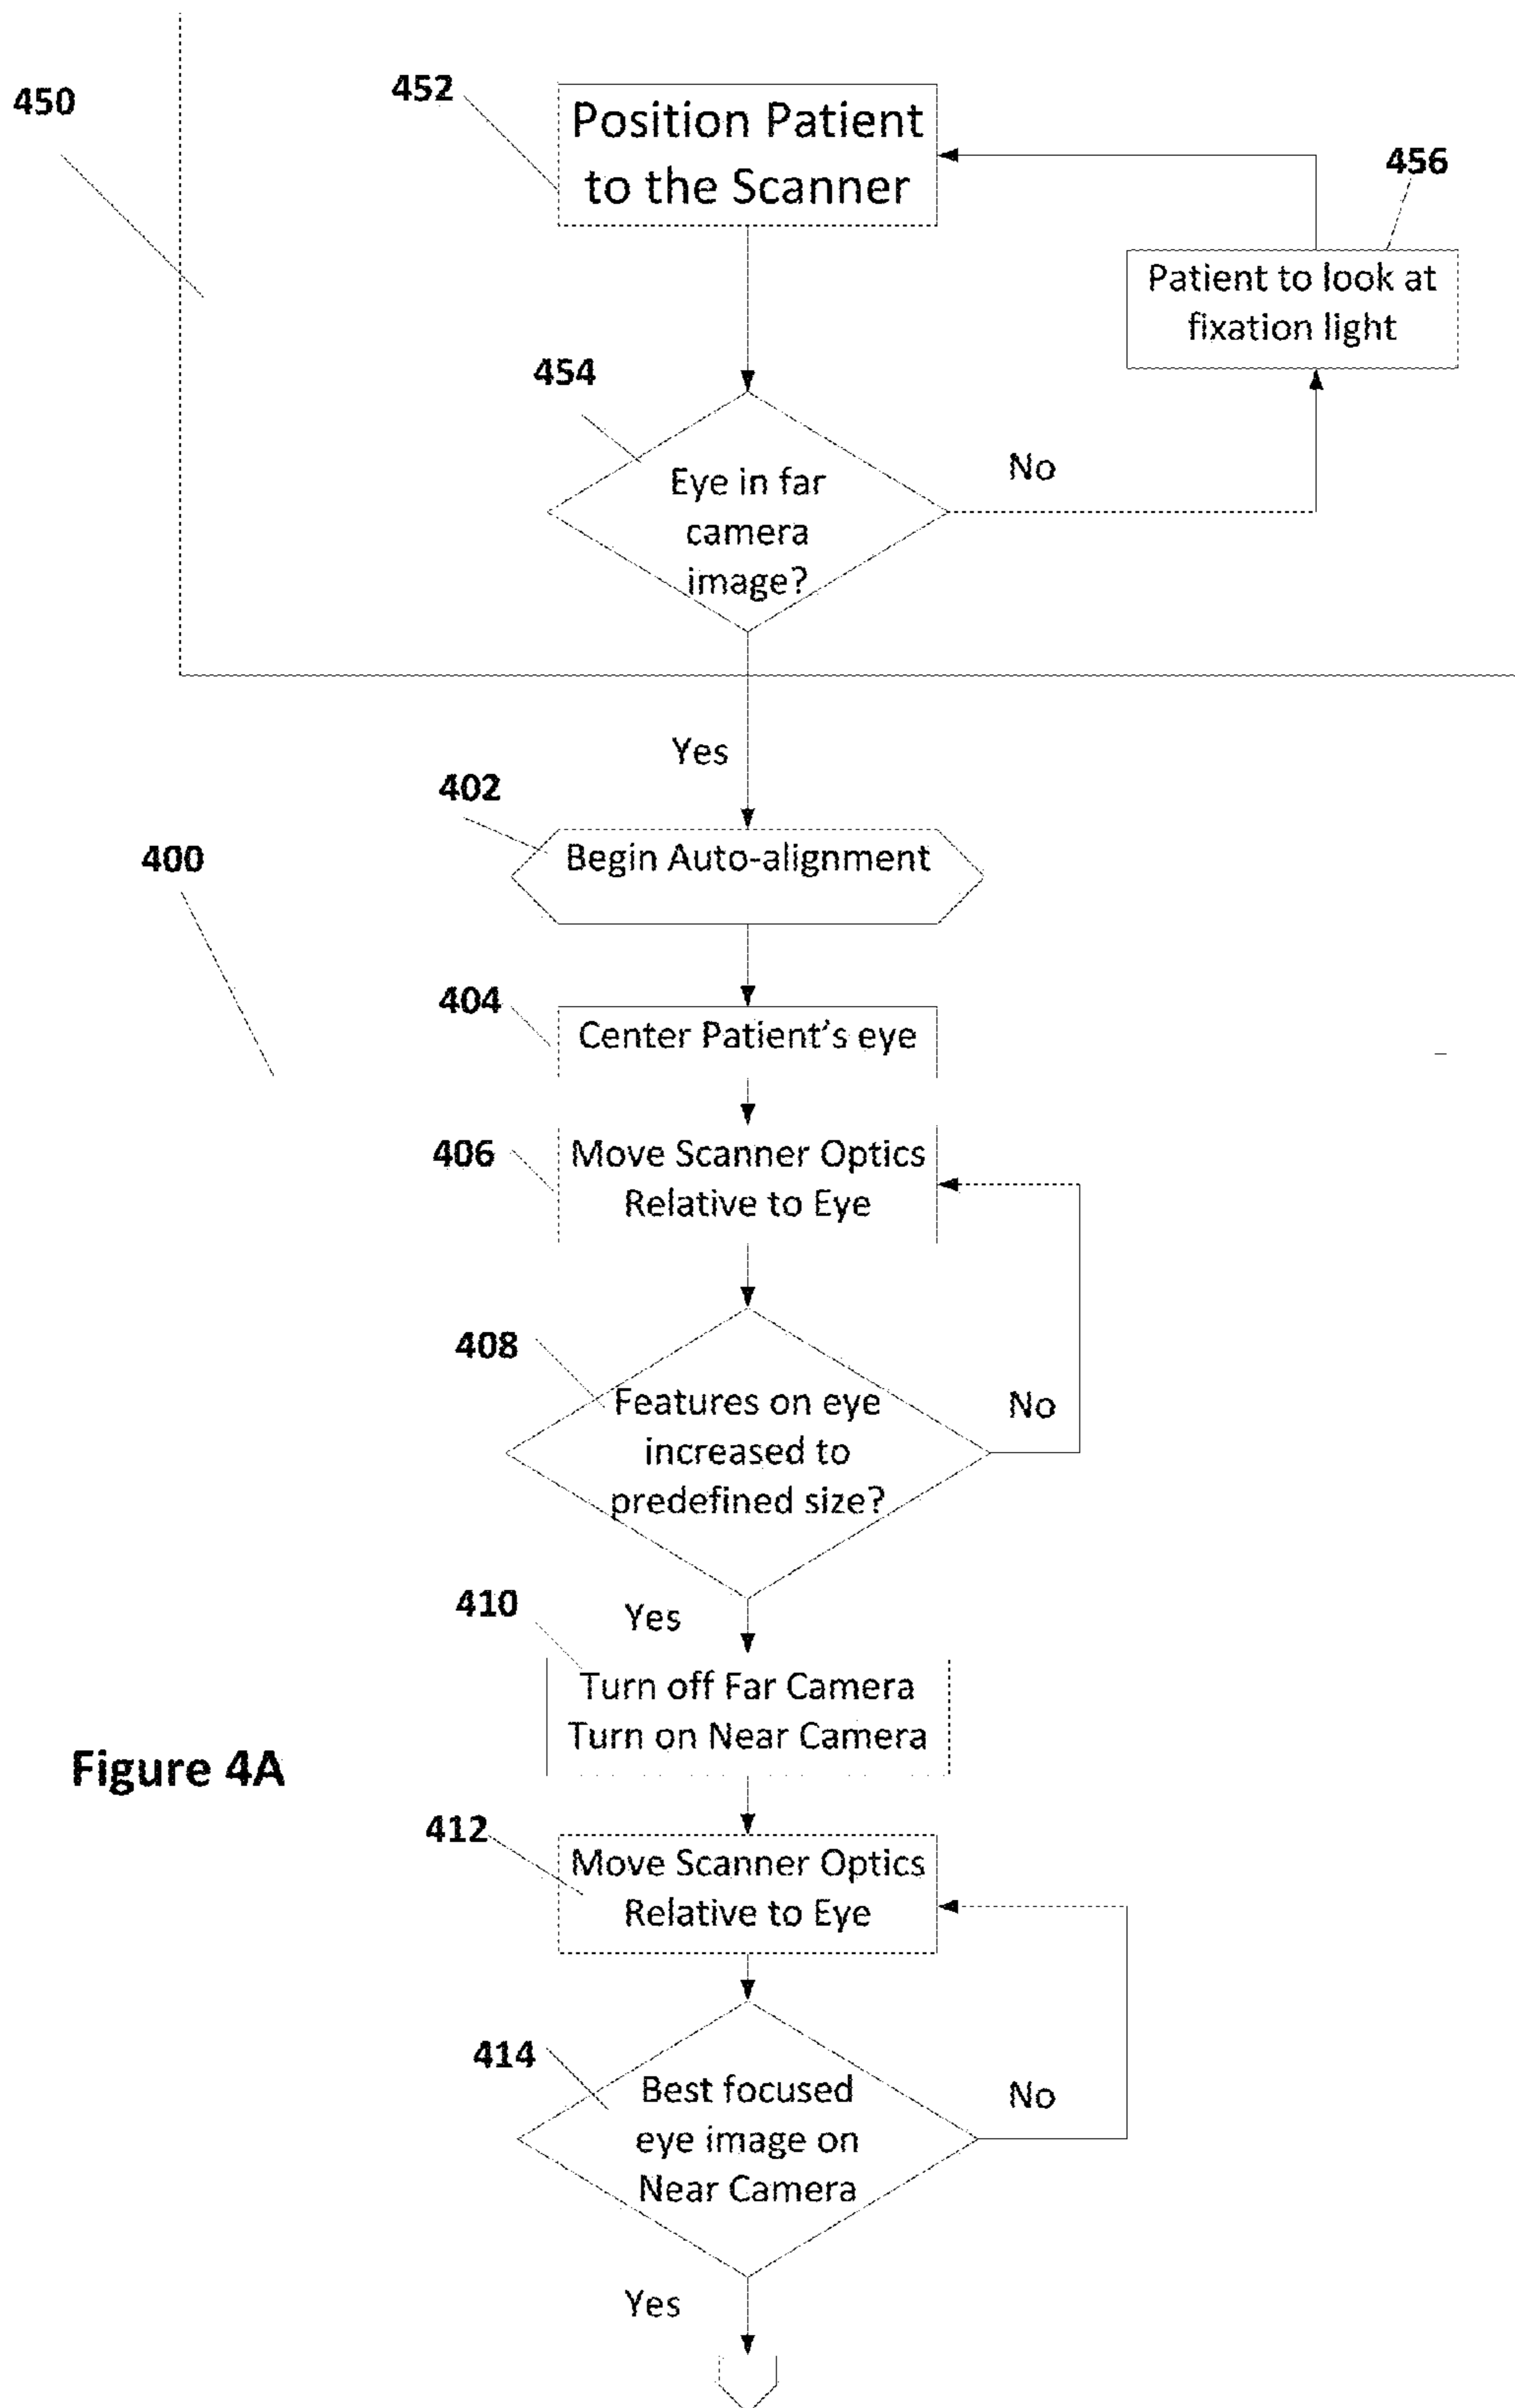 450
452
Position Patient
to the Scanner
456
Patient to look at
fixation light
454
Eye in far
camera
image?
No
Yes
402
Begin Auto-alignment
400
404
Center Patient's eye
406
Move Scanner Optics
Relative to Eye
408
Features on eye
increased to
predefined size?
No
410
Yes
Turn off Far Camera
Turn on Near Camera
Figure 4A
412
Move Scanner Optics
Relative to Eye
414
Best focused
eye image on
Near Camera
No
Yes